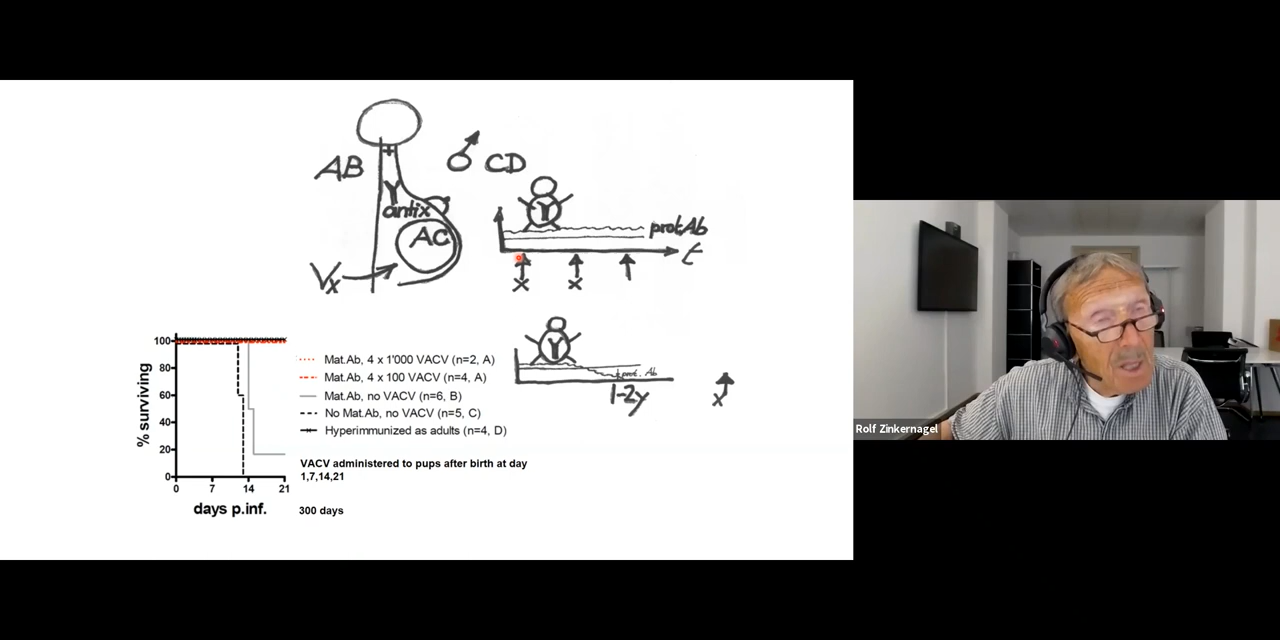 AB
Y
antix
AC
Vx
CD
Y
prot Ab
t
x
x
Y
prot. Ab
1-2y
x
% surviving
100
80
60
40
20
0
0 7 14 21
days p.inf.
Mat.Ab, 4 x 1'000 VACV (n=2, A)
Mat.Ab, 4 x 100 VACV (n=4, A)
Mat.Ab, no VACV (n=6, B)
No Mat.Ab, no VACV (n=5, C)
Hyperimmunized as adults (n=4, D)
VACV administered to pups after birth at day
1,7,14,21
300 days
Rolf Zinkernagel